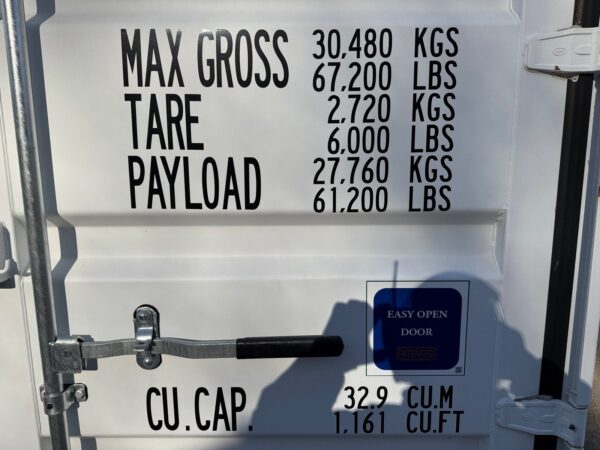 MAX GROSS 30,480 KGS
67,200 LBS
TARE 2,720 KGS
6,000 LBS
PAYLOAD 27,760 KGS
61,200 LBS
EASY OPEN
DOOR
PATENTED
CU.CAP. 32.9 CU.M
1,161 CU.FT